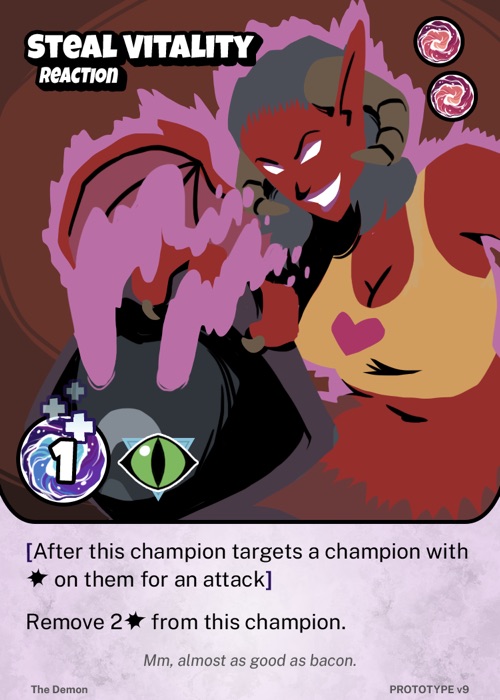 STEAL VITALITY
REACTION
1
[After this champion targets a champion with
✷ on them for an attack]
Remove 2✷ from this champion.
Mm, almost as good as bacon.
The Demon
PROTOTYPE v9